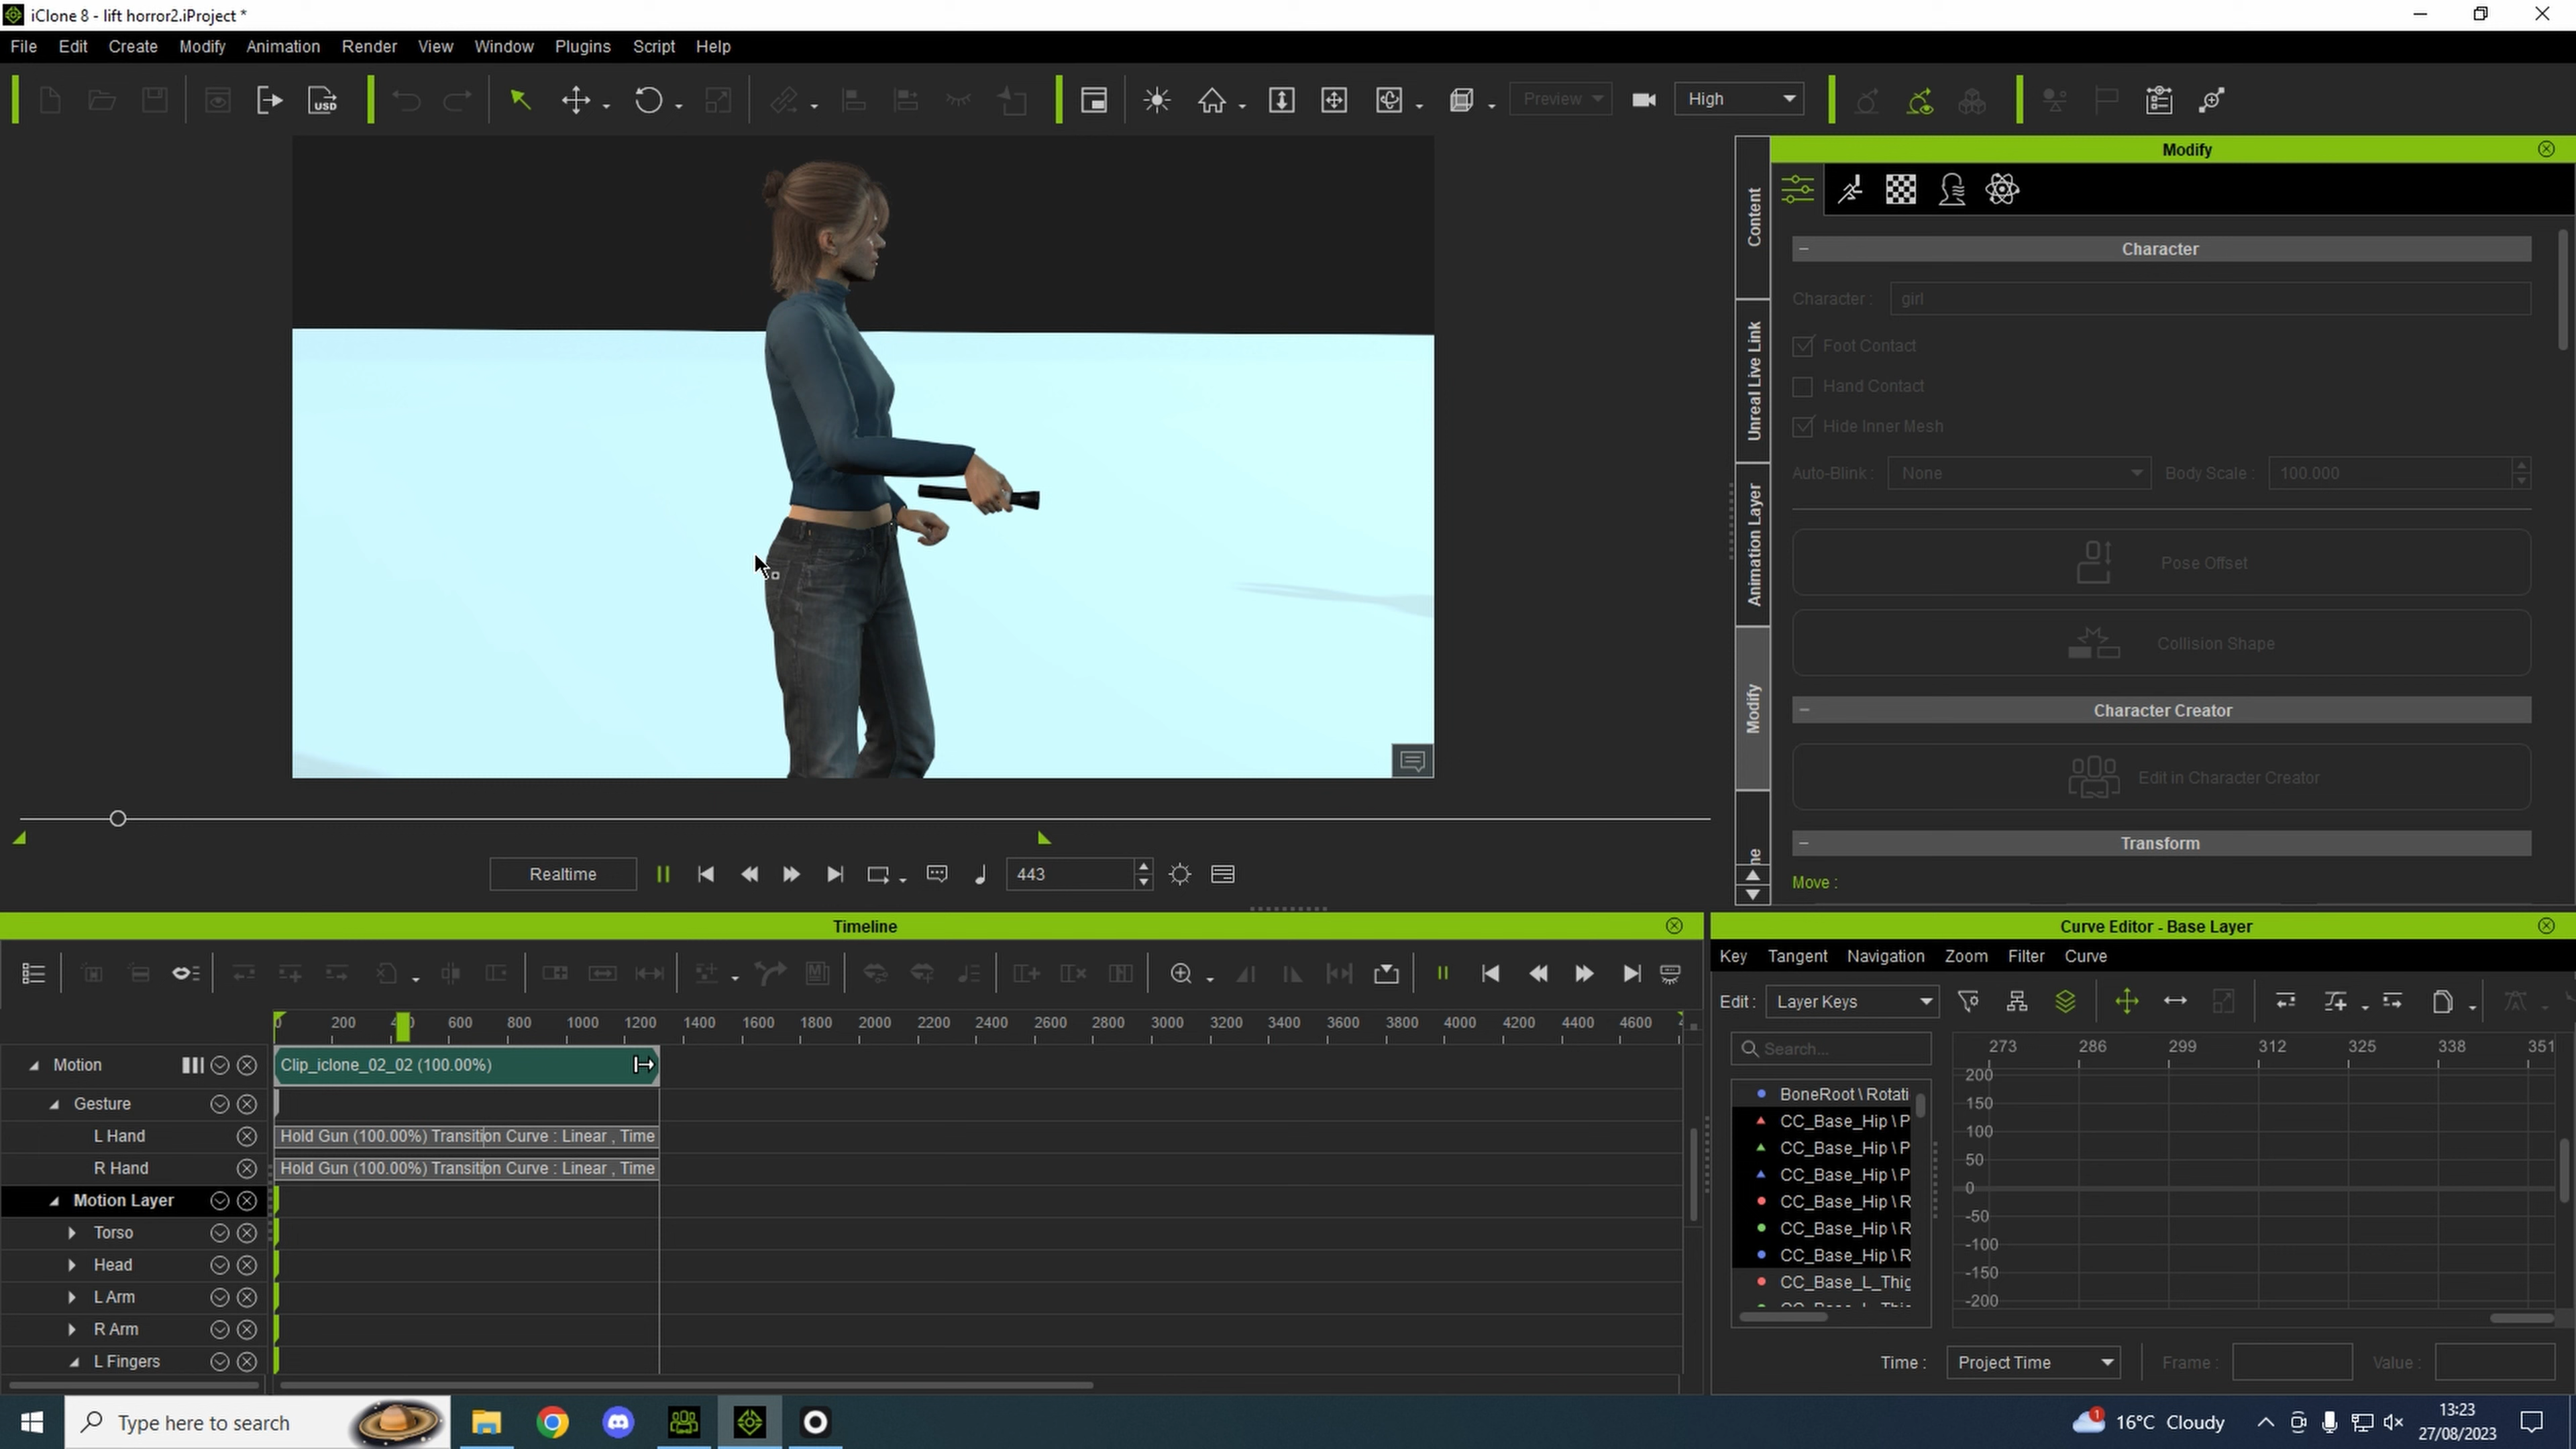 iClone 8 - lift horror2.iProject *
File Edit Create Modify Animation Render View Window Plugins Script Help
USD Preview High
Modify
Content
Unreal Live Link
Animation Layer
Modify
Character
Character : girl
Foot Contact
Hand Contact
Hide Inner Mesh
Auto-Blink : None Body Scale : 100.000
Pose Offset
Collision Shape
Character Creator
Edit in Character Creator
Transform
Move :
Realtime 443
Timeline
0 200 600 800 1000 1200 1400 1600 1800 2000 2200 2400 2600 2800 3000 3200 3400 3600 3800 4000 4200 4400 4600
Motion Clip_iclone_02_02 (100.00%)
Gesture
L Hand Hold Gun (100.00%) Transition Curve : Linear , Time
R Hand Hold Gun (100.00%) Transition Curve : Linear , Time
Motion Layer
Torso
Head
L Arm
R Arm
L Fingers
Curve Editor - Base Layer
Key Tangent Navigation Zoom Filter Curve
Edit : Layer Keys
Search...
BoneRoot \ Rotati
CC_Base_Hip \ P
CC_Base_Hip \ P
CC_Base_Hip \ P
CC_Base_Hip \ R
CC_Base_Hip \ R
CC_Base_Hip \ R
CC_Base_L_Thig
273 286 299 312 325 338 351
200
150
100
50
0
-50
-100
-150
-200
Time : Project Time Frame : Value :
Type here to search
1 16°C Cloudy
13:23
27/08/2023